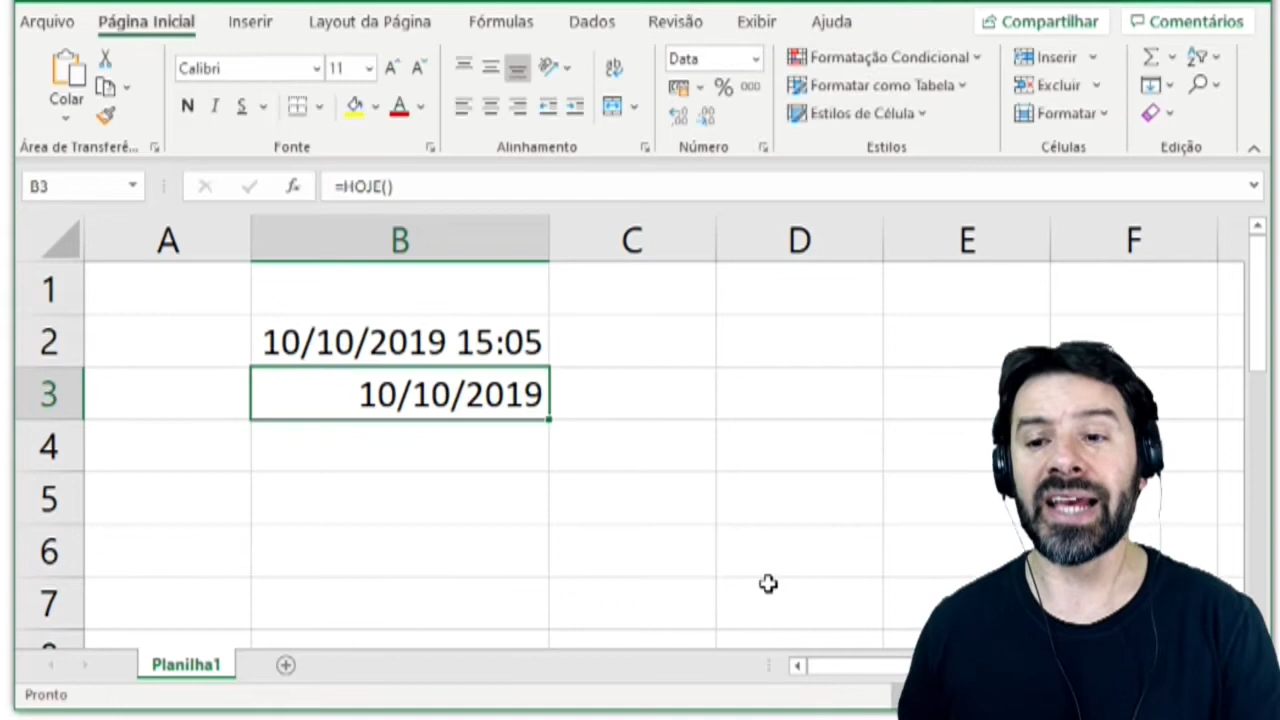 Arquivo Página Inicial Inserir Layout da Página Fórmulas Dados Revisão Exibir Ajuda Compartilhar Comentários
Colar
Calibri 11
N I S
ab
Data
% 000
Formatação Condicional
Formatar como Tabela
Estilos de Célula
Inserir
Excluir
Formatar
Área de Transferê... Fonte Alinhamento Número Estilos Células Edição
B3 fx =HOJE()
A B C D E F
1
2 10/10/2019 15:05
3 10/10/2019
4
5
6
7
Planilha1
Pronto